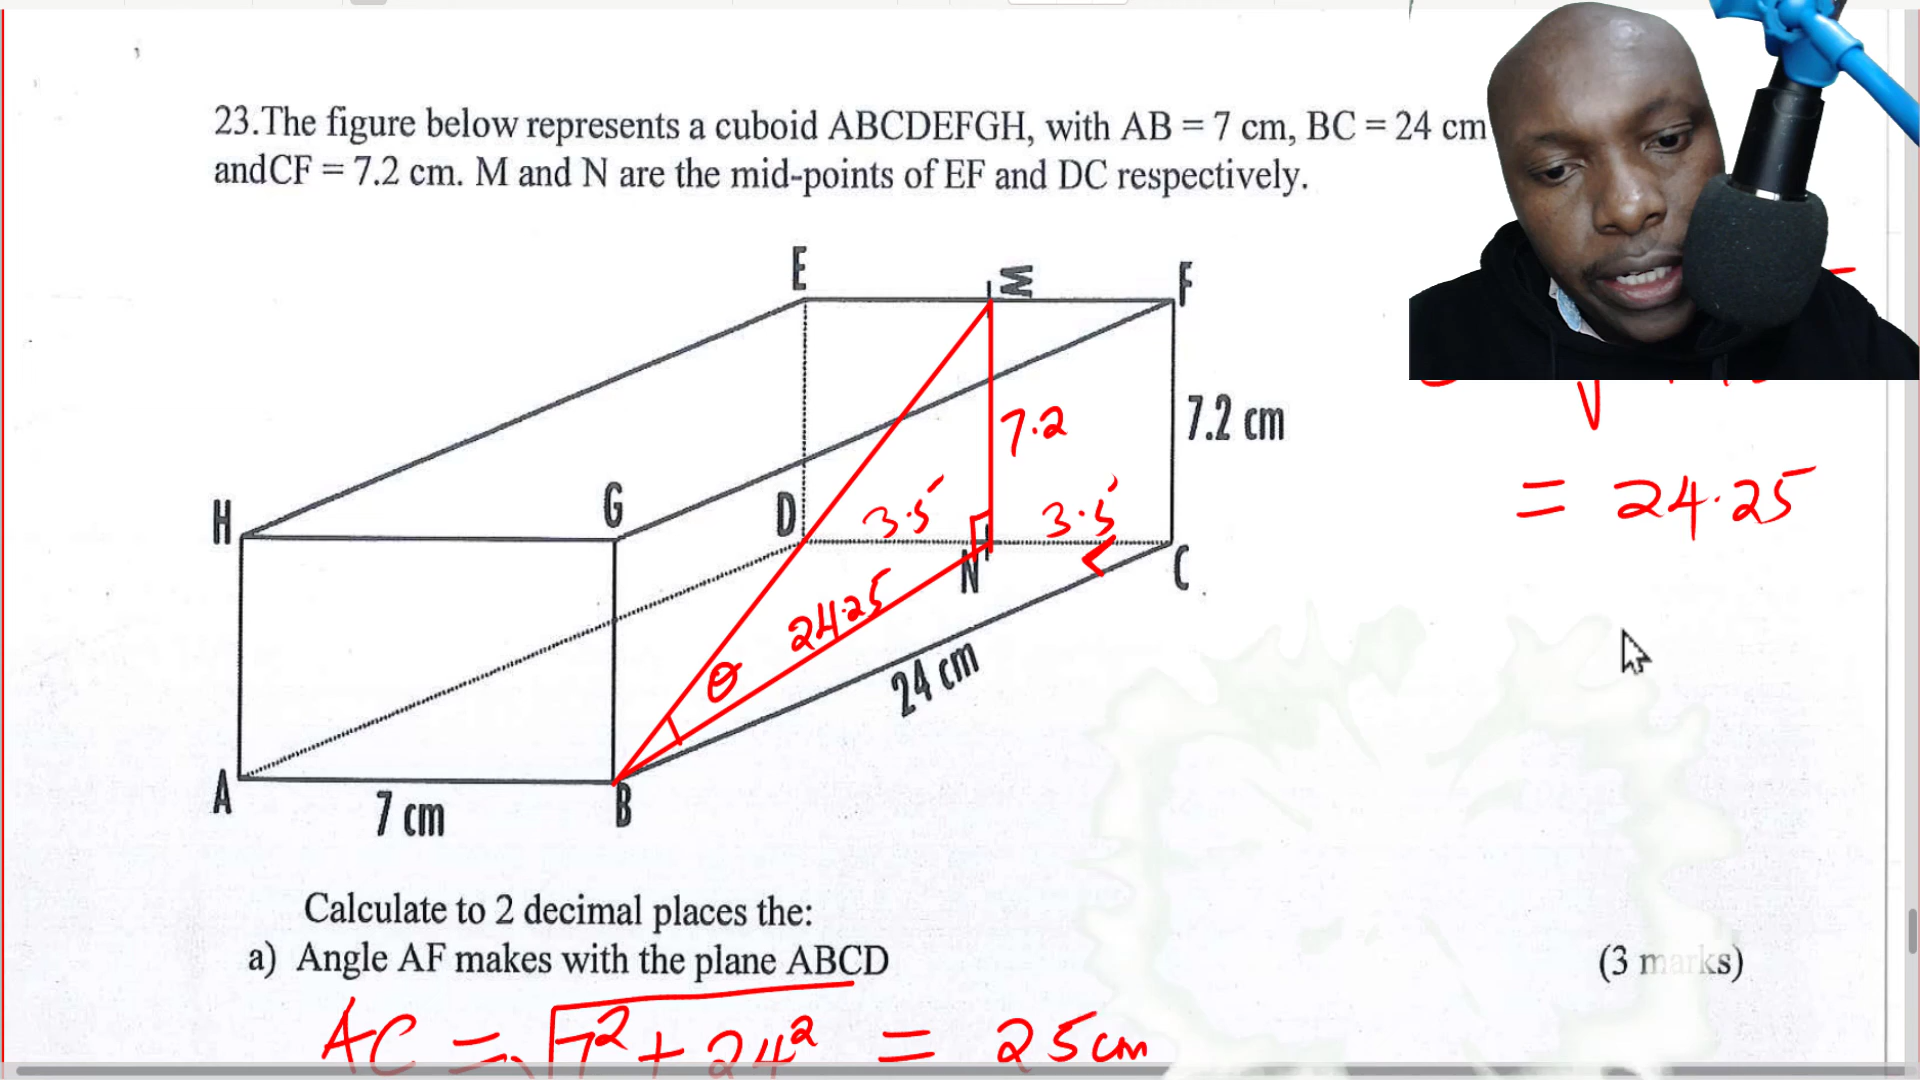 23.The figure below represents a cuboid ABCDEFGH, with AB = 7 cm, BC = 24 cm
andCF = 7.2 cm. M and N are the mid-points of EF and DC respectively.
E
M
F
7.2
7.2 cm
H
G
D
3.5
3.5
= 24.25
N
C
24.25
θ
24 cm
A
B
7 cm
Calculate to 2 decimal places the:
a) Angle AF makes with the plane ABCD
(3 marks)
AC = √7² + 24² = 25cm